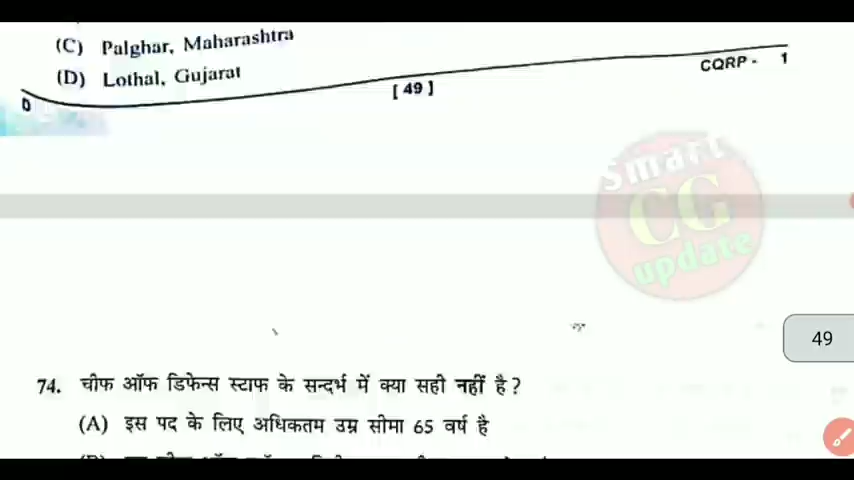 (C) Palghar, Maharashtra
(D) Lothal, Gujarat
D
[ 49 ]
CQRP - 1
Smart
CG
update
49
74. चीफ ऑफ डिफेन्स स्टाफ के सन्दर्भ में क्या सही नहीं है?
(A) इस पद के लिए अधिकतम उम्र सीमा 65 वर्ष है